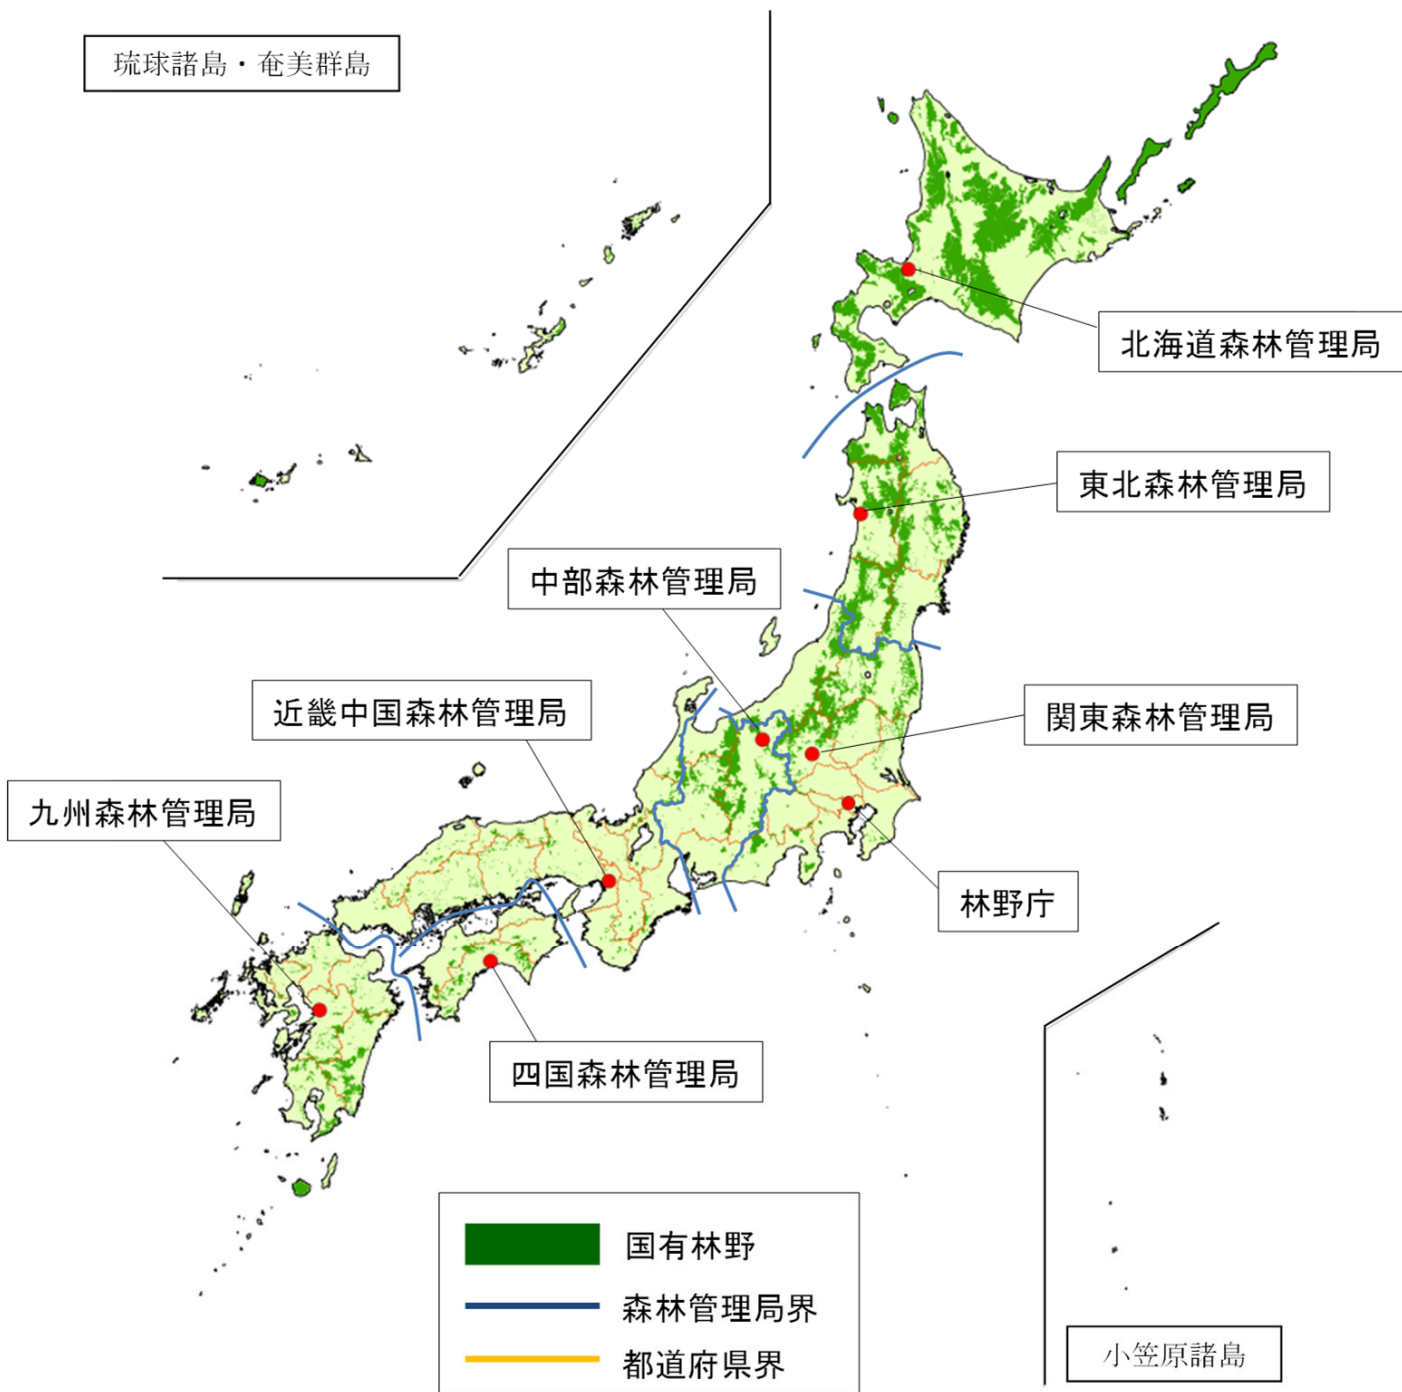 琉球諸島・奄美群島
北海道森林管理局
東北森林管理局
中部森林管理局
近畿中国森林管理局
関東森林管理局
九州森林管理局
林野庁
四国森林管理局
国有林野
森林管理局界
都道府県界
小笠原諸島